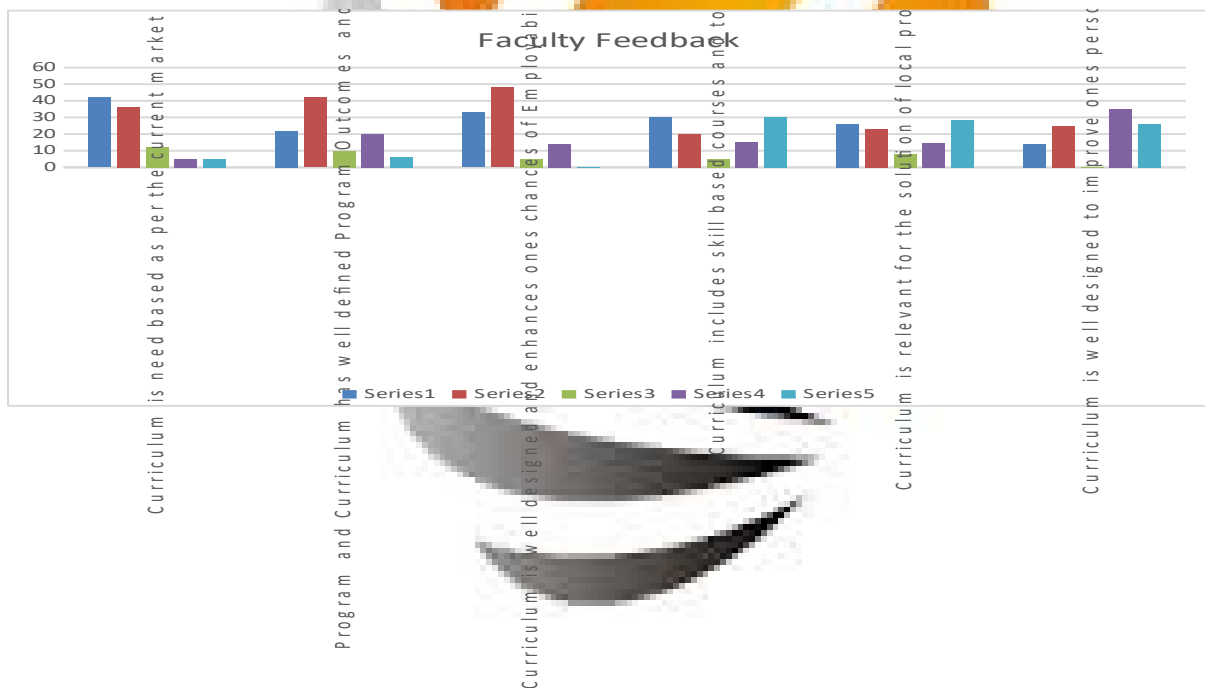 Faculty Feedback
60
50
40
30
20
10
0
Curriculum is need based as per the current market
Program and Curriculum has well defined Program Outcomes and
Curriculum is well designed and enhances ones chances of Employabi
Curriculum includes skill based courses and to
Curriculum is relevant for the solution of local pro
Curriculum is well designed to improve ones perso
Series1 Series2 Series3 Series4 Series5